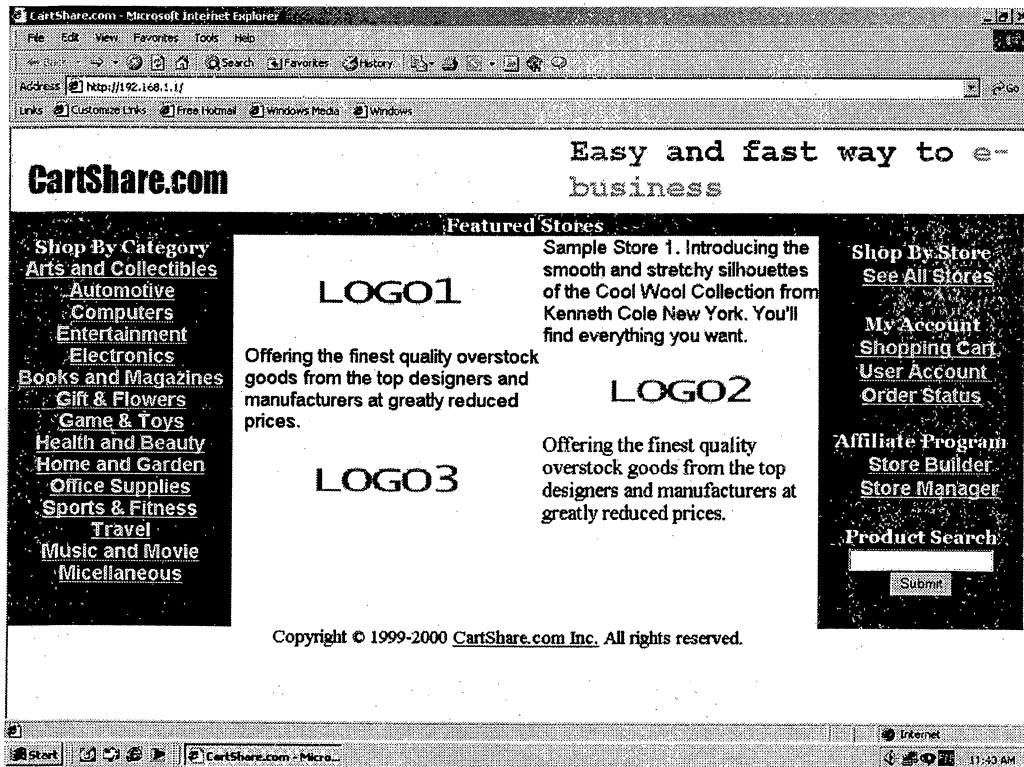 CartShare.com - Microsoft Internet Explorer
File Edit View Favorites Tools Help
Back Search Favorites History
Address http://192.168.1.1/ Go
Links Customize Links Free Hotmail Windows Media Windows
CartShare.com
Easy and fast way to e-
business
Featured Stores
Shop By Category
Arts and Collectibles
Automotive
Computers
Entertainment
Electronics
Books and Magazines
Gift & Flowers
Game & Toys
Health and Beauty
Home and Garden
Office Supplies
Sports & Fitness
Travel
Music and Movie
Micellaneous
LOGO1
Sample Store 1. Introducing the
smooth and stretchy silhouettes
of the Cool Wool Collection from
Kenneth Cole New York. You'll
find everything you want.
Offering the finest quality overstock
goods from the top designers and
manufacturers at greatly reduced
prices.
LOGO2
LOGO3
Offering the finest quality
overstock goods from the top
designers and manufacturers at
greatly reduced prices.
Shop By Store
See All Stores
My Account
Shopping Cart
User Account
Order Status
Affiliate Program
Store Builder
Store Manager
Product Search
Submit
Copyright © 1999-2000 CartShare.com Inc. All rights reserved.
Internet
Start CartShare.com - Micro... 11:43 AM